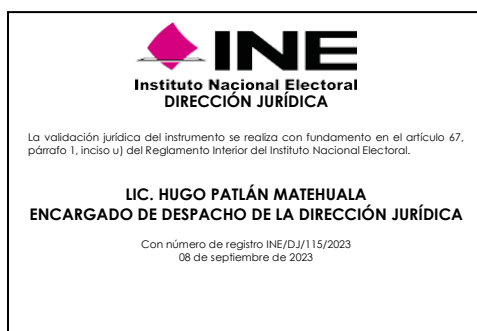 INE
Instituto Nacional Electoral
DIRECCIÓN JURÍDICA
La validación jurídica del instrumento se realiza con fundamento en el artículo 67,
párrafo 1, inciso u) del Reglamento Interior del Instituto Nacional Electoral.
LIC. HUGO PATLÁN MATEHUALA
ENCARGADO DE DESPACHO DE LA DIRECCIÓN JURÍDICA
Con número de registro INE/DJ/115/2023
08 de septiembre de 2023